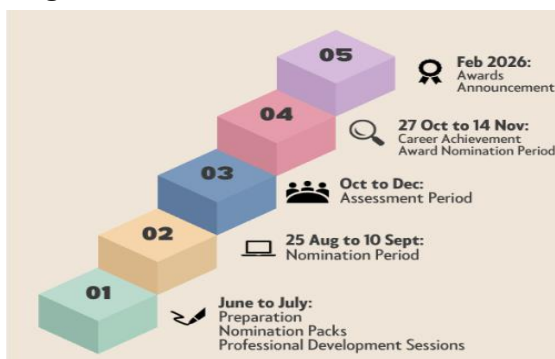 05
Feb 2026:
Awards
Announcement
04
27 Oct to 14 Nov:
Career Achievement
Award Nomination Period
03
Oct to Dec:
Assessment Period
02
25 Aug to 10 Sept:
Nomination Period
01
June to July:
Preparation
Nomination Packs
Professional Development Sessions